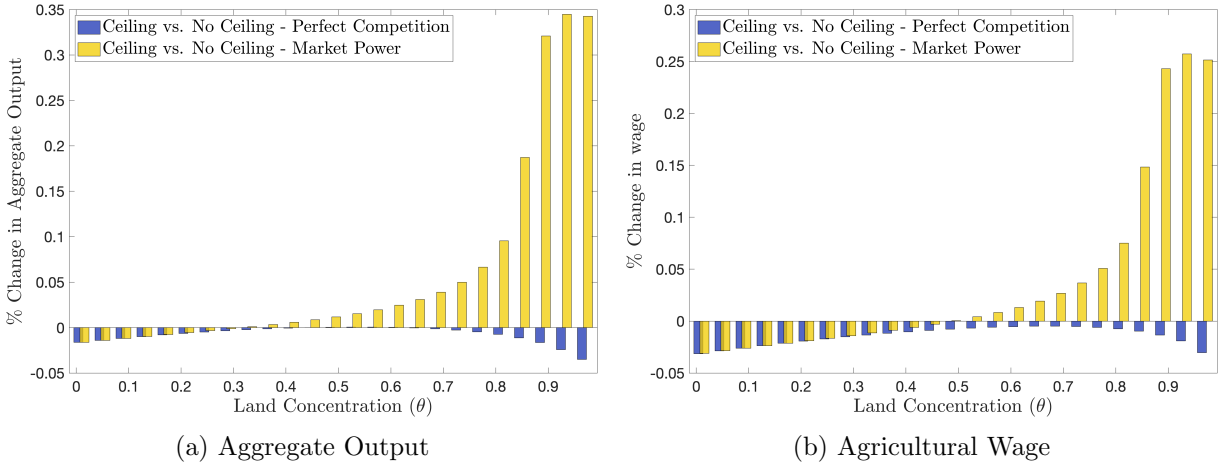 Ceiling vs. No Ceiling - Perfect Competition
Ceiling vs. No Ceiling - Market Power
% Change in Aggregate Output
0.35
0.3
0.25
0.2
0.15
0.1
0.05
0
-0.05
0 0.1 0.2 0.3 0.4 0.5 0.6 0.7 0.8 0.9
Land Concentration (θ)
(a) Aggregate Output
Ceiling vs. No Ceiling - Perfect Competition
Ceiling vs. No Ceiling - Market Power
% Change in wage
0.3
0.25
0.2
0.15
0.1
0.05
0
-0.05
0 0.1 0.2 0.3 0.4 0.5 0.6 0.7 0.8 0.9
Land Concentration (θ)
(b) Agricultural Wage